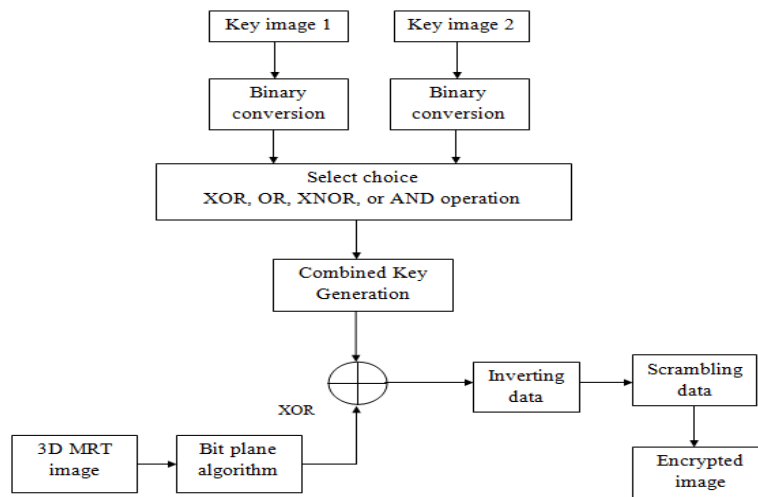 Key image 1
Key image 2
Binary
conversion
Binary
conversion
Select choice
XOR, OR, XNOR, or AND operation
Combined Key
Generation
XOR
Inverting
data
Scrambling
data
3D MRT
image
Bit plane
algorithm
Encrypted
image